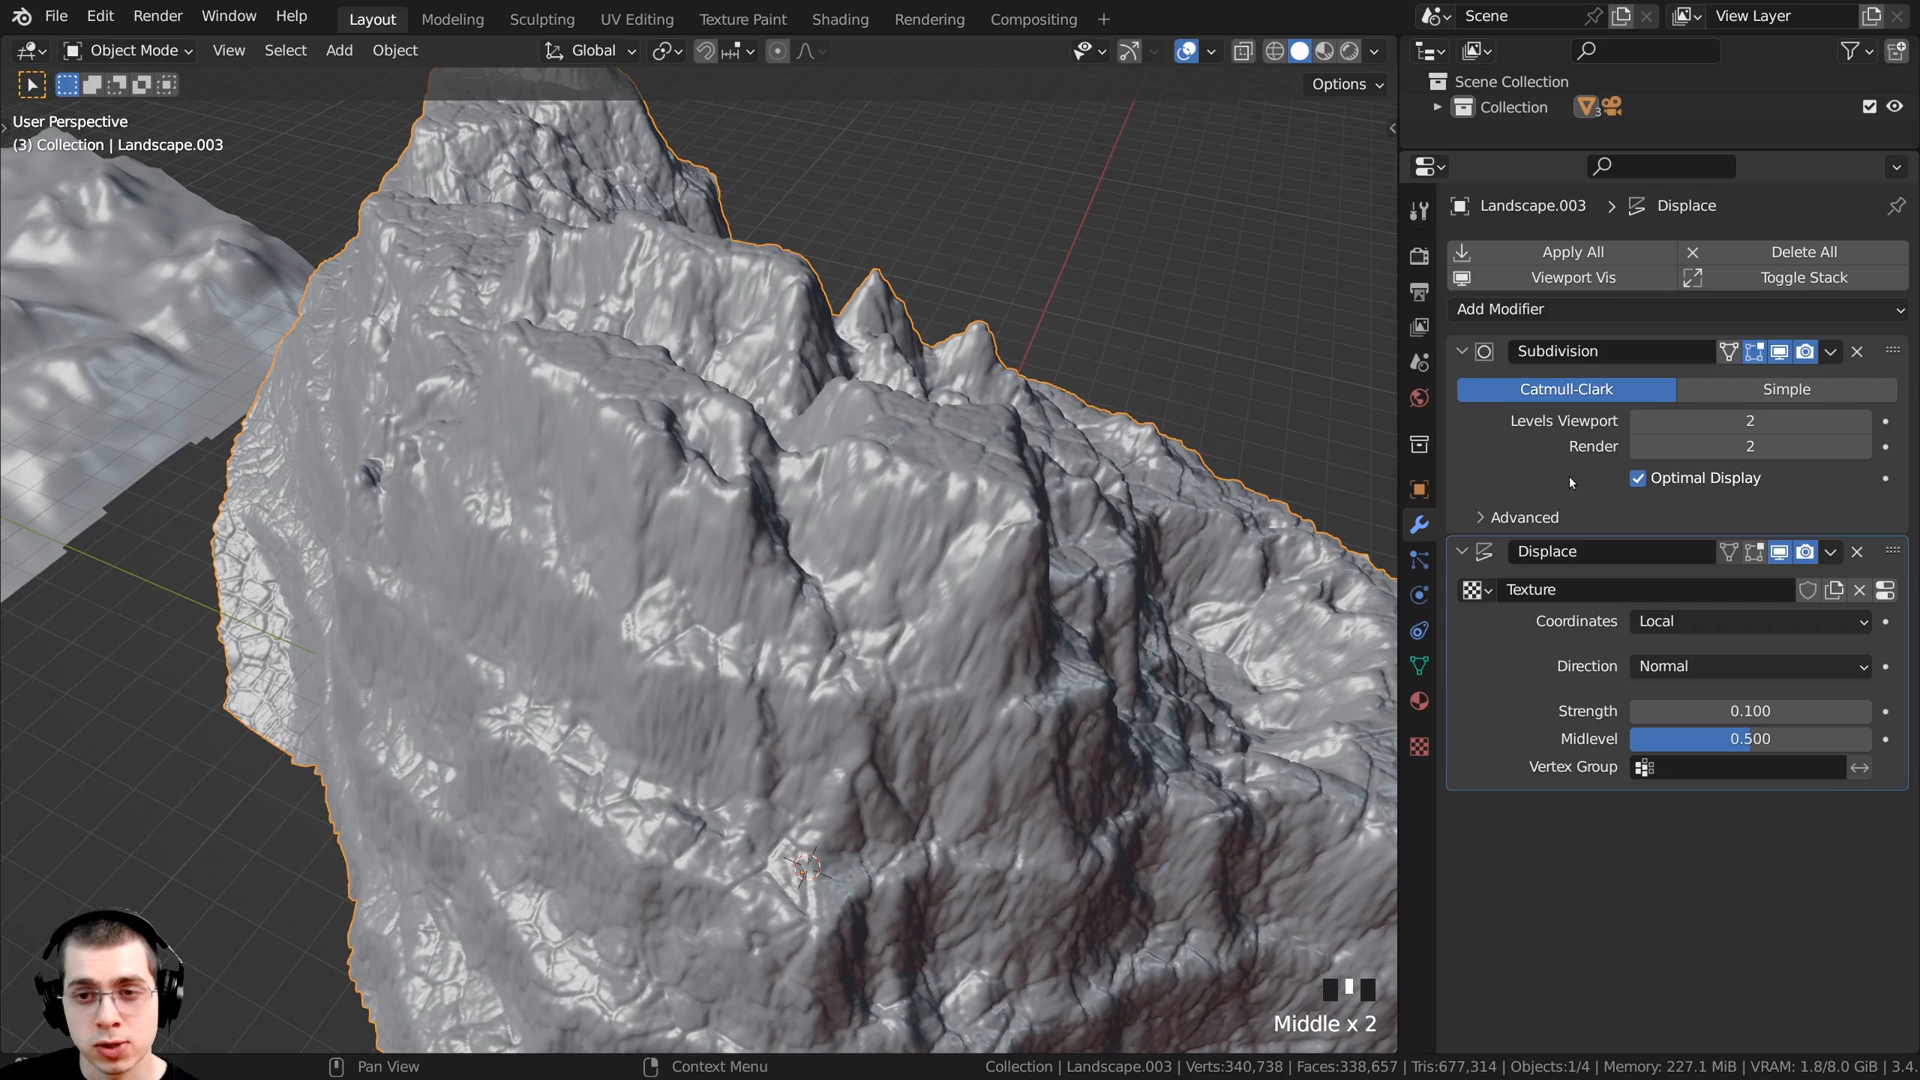 File Edit Render Window Help
Layout Modeling Sculpting UV Editing Texture Paint Shading Animation Rendering Compositing +
Scene
View Layer
Object Mode View Select Add Object
Global
Options
User Perspective
(3) Collection | Landscape.003
Scene Collection
Collection
3
Landscape.003 > Displace
Apply All
Delete All
Viewport Vis
Toggle Stack
Add Modifier
Subdivision
Catmull-Clark
Simple
Levels Viewport 2
Render 2
Optimal Display
Advanced
Displace
Texture
Coordinates Local
Direction Normal
Strength 0.100
Midlevel 0.500
Vertex Group
Middle x 2
Pan View
Context Menu
Collection | Landscape.003 | Verts:340,738 | Faces:338,657 | Tris:677,314 | Objects:1/4 | Memory: 227.1 MiB | VRAM: 1.8/8.0 GiB | 3.4.